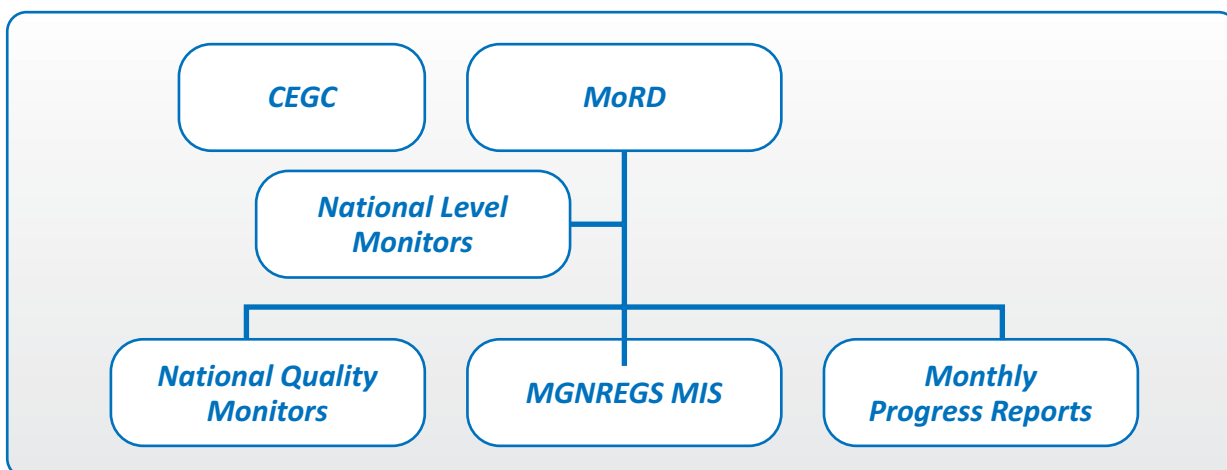 CEGC
MoRD
National Level
Monitors
National Quality
Monitors
MGNREGS MIS
Monthly
Progress Reports